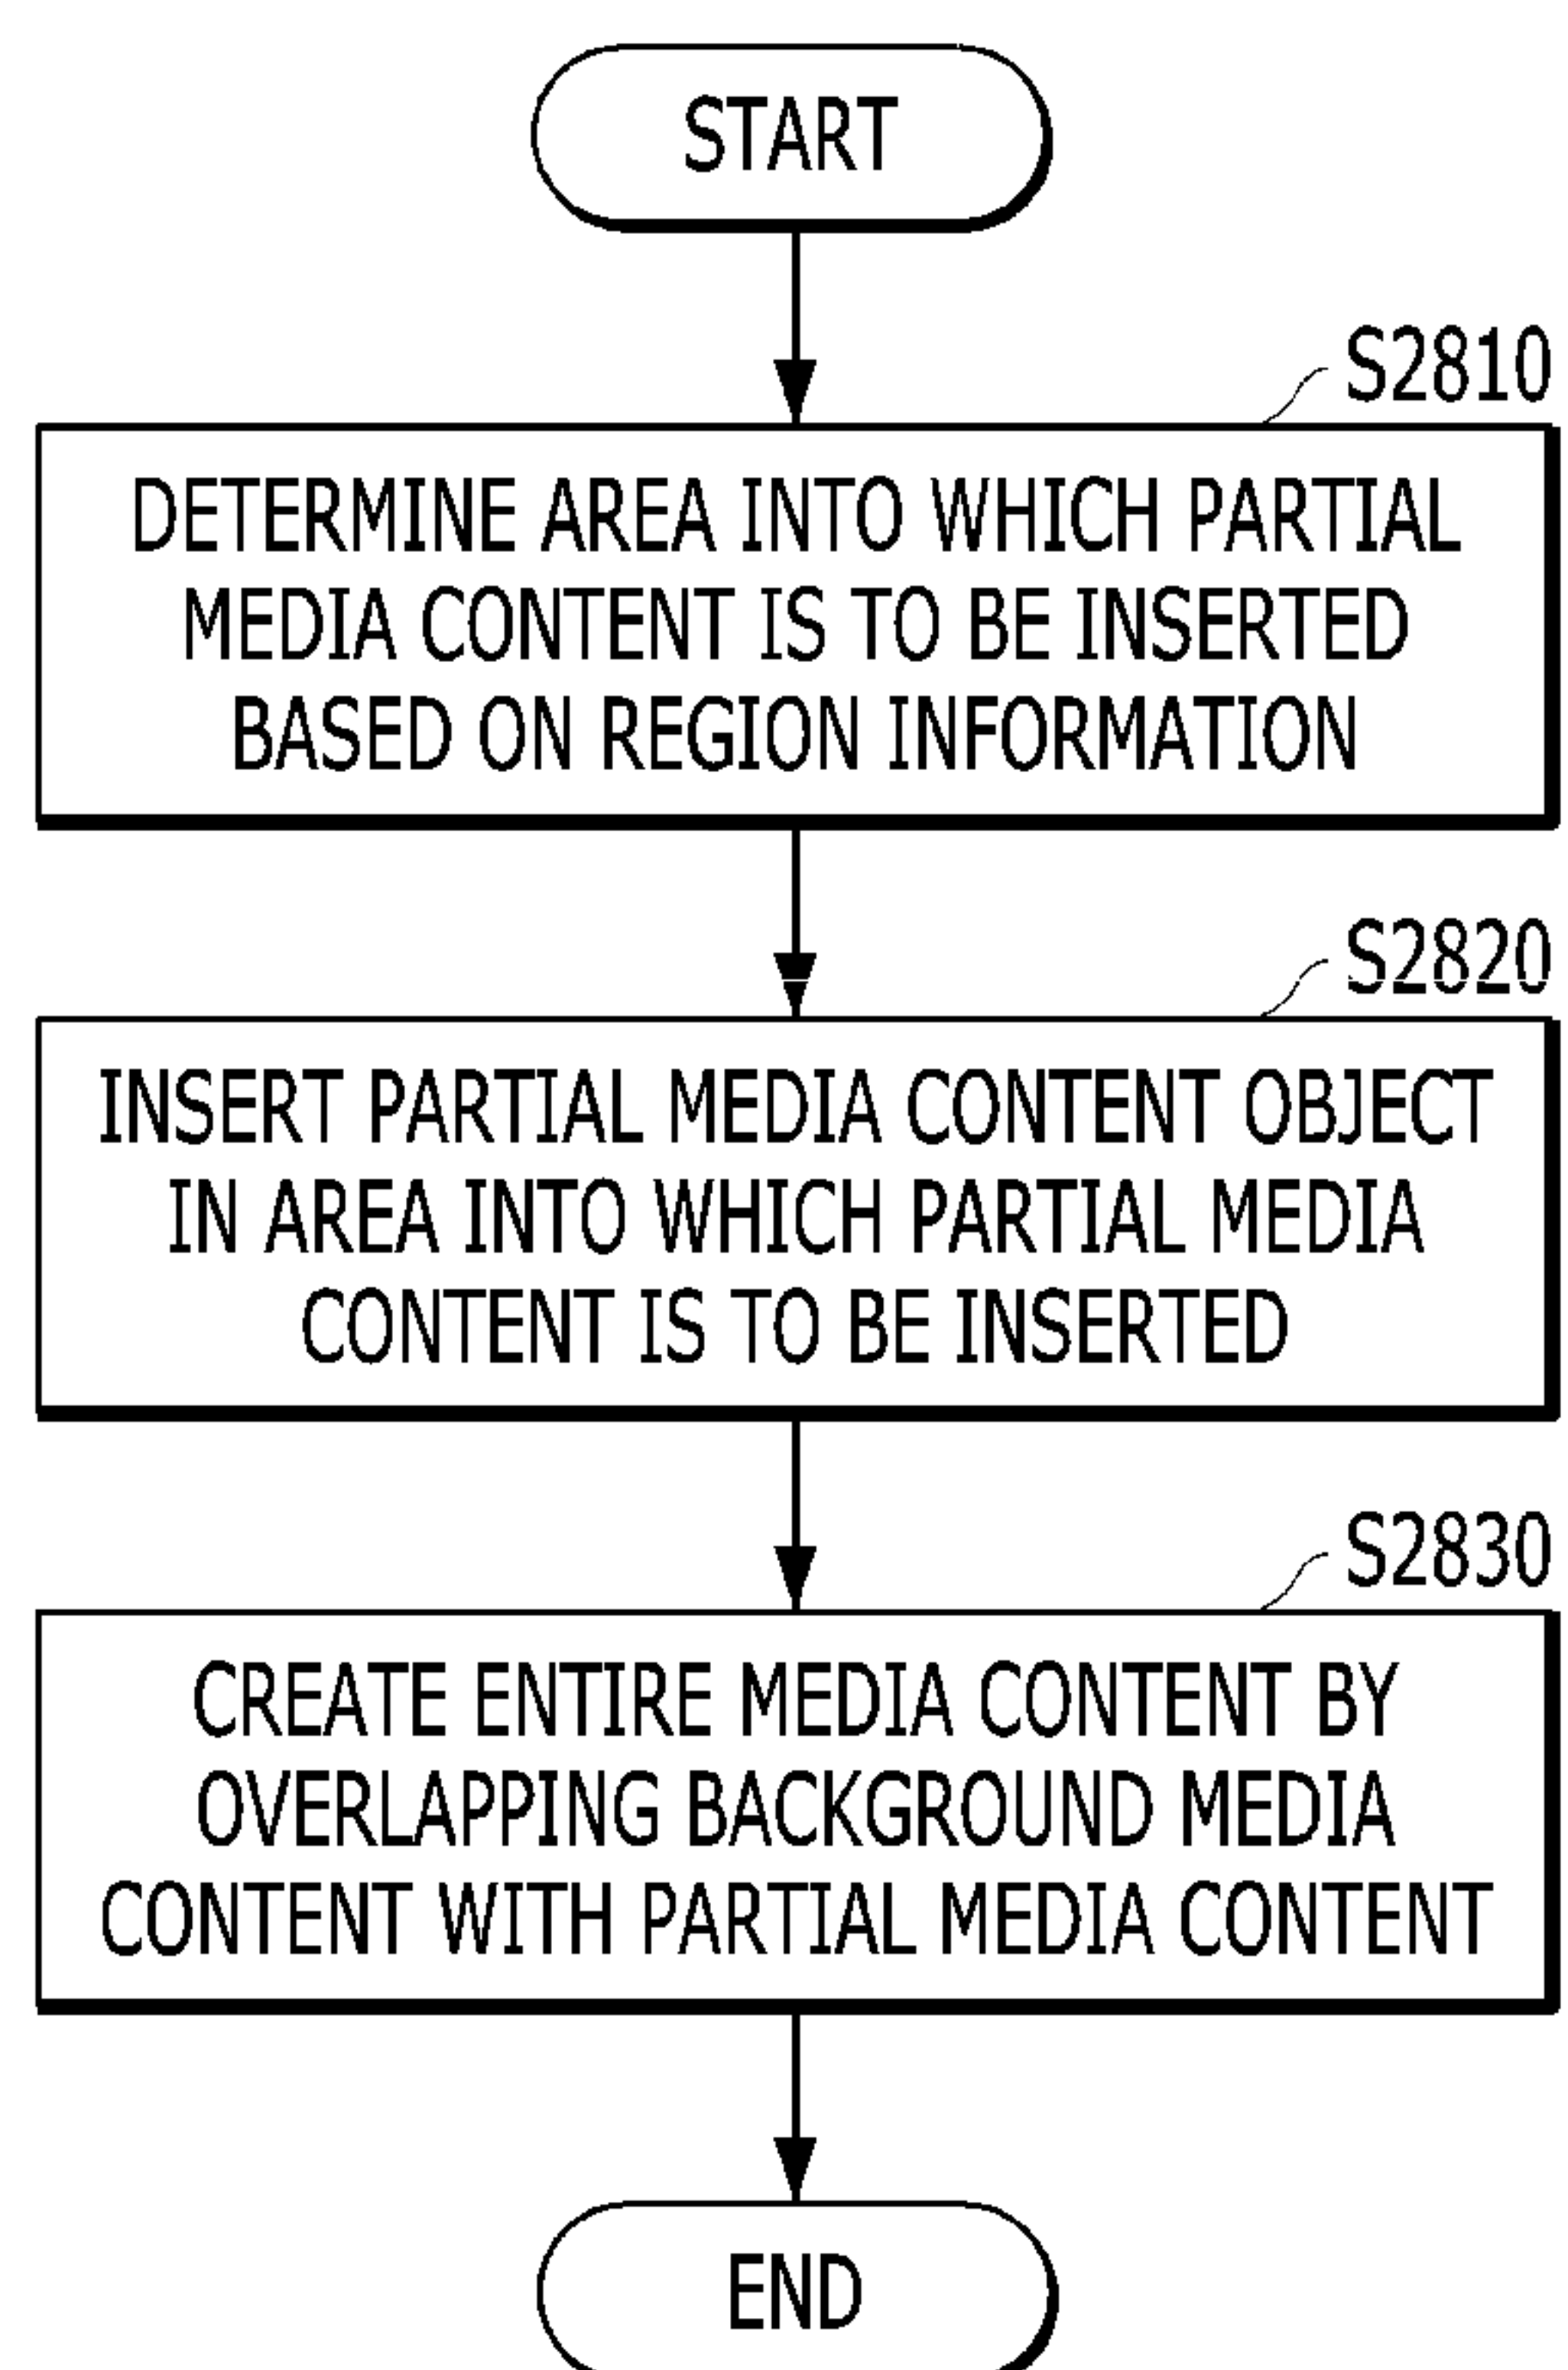 START
S2810
DETERMINE AREA INTO WHICH PARTIAL
MEDIA CONTENT IS TO BE INSERTED
BASED ON REGION INFORMATION
S2820
INSERT PARTIAL MEDIA CONTENT OBJECT
IN AREA INTO WHICH PARTIAL MEDIA
CONTENT IS TO BE INSERTED
S2830
CREATE ENTIRE MEDIA CONTENT BY
OVERLAPPING BACKGROUND MEDIA
CONTENT WITH PARTIAL MEDIA CONTENT
END